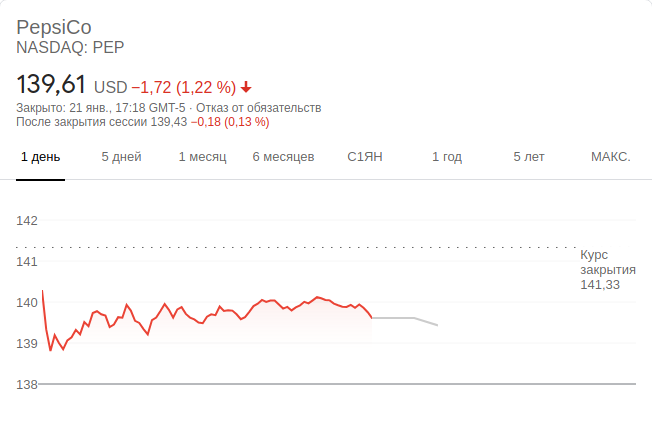 PepsiCo
NASDAQ: PEP
139,61 USD −1,72 (1,22 %)
Закрыто: 21 янв., 17:18 GMT-5 · Отказ от обязательств
После закрытия сессии 139,43 −0,18 (0,13 %)
1 день 5 дней 1 месяц 6 месяцев С1ЯН 1 год 5 лет МАКС.
142
141
140
139
138
Курс
закрытия
141,33